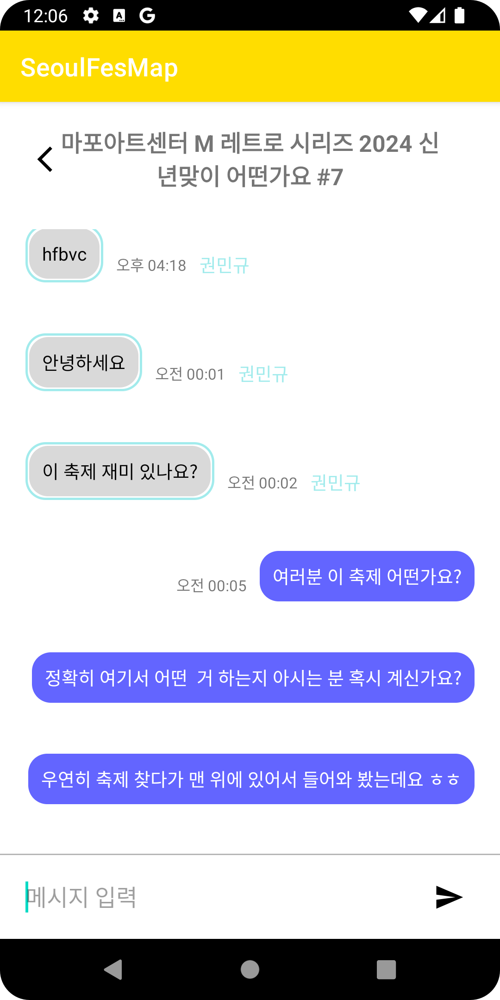 12:06
SeoulFesMap
마포아트센터 M 레트로 시리즈 2024 신
년맞이 어떤가요 #7
hfbvc 오후 04:18 권민규
안녕하세요 오전 00:01 권민규
이 축제 재미 있나요? 오전 00:02 권민규
오전 00:05 여러분 이 축제 어떤가요?
정확히 여기서 어떤  거 하는지 아시는 분 혹시 계신가요?
우연히 축제 찾다가 맨 위에 있어서 들어와 봤는데요 ㅎㅎ
메시지 입력